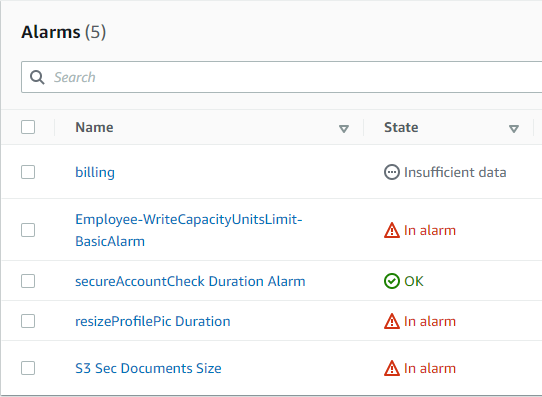 Alarms (5)
Search
Name State
billing Insufficient data
Employee-WriteCapacityUnitsLimit-
BasicAlarm In alarm
secureAccountCheck Duration Alarm OK
resizeProfilePic Duration In alarm
S3 Sec Documents Size In alarm